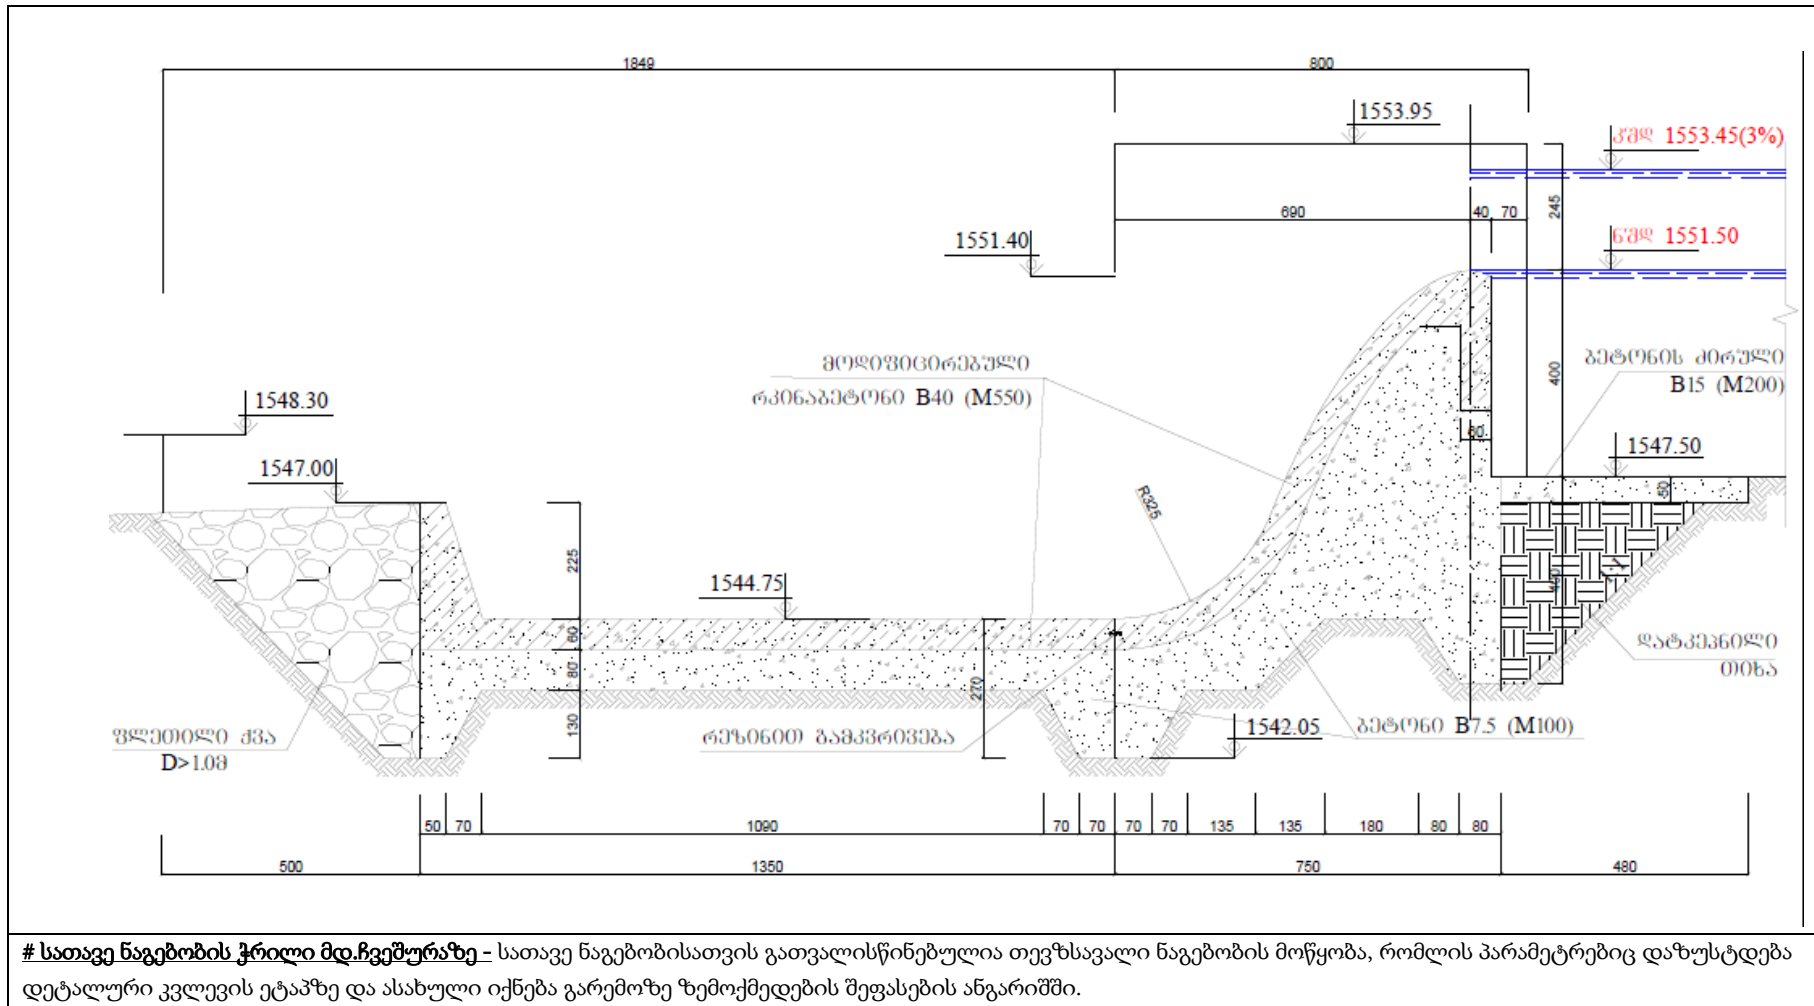 1849
800
1553.95
კმდ 1553.45(3%)
690
40
70
245
1551.40
ნშდ 1551.50
მოდიფიცირებული
რკინაბეტონი B40 (M550)
ბეტონის ძირული
B15 (M200)
400
1548.30
60
1547.00
1547.50
50
R325
225
1544.75
1:1
400
60
80
დატკეპნილი
თიხა
270
130
ფლეთილი ქვა
D>1.0მ
რეზინით გამკვრივება
1542.05
ბეტონი B7.5 (M100)
50
70
1090
70
70
70
70
135
135
180
80
80
500
1350
750
480
# სათავე ნაგებობის ჭრილი მდ.ჩვეშურაზე - სათავე ნაგებობისათვის გათვალისწინებულია თევზსავალი ნაგებობის მოწყობა, რომლის პარამეტრებიც დაზუსტდება
დეტალური კვლევის ეტაპზე და ასახული იქნება გარემოზე ზემოქმედების შეფასების ანგარიშში.